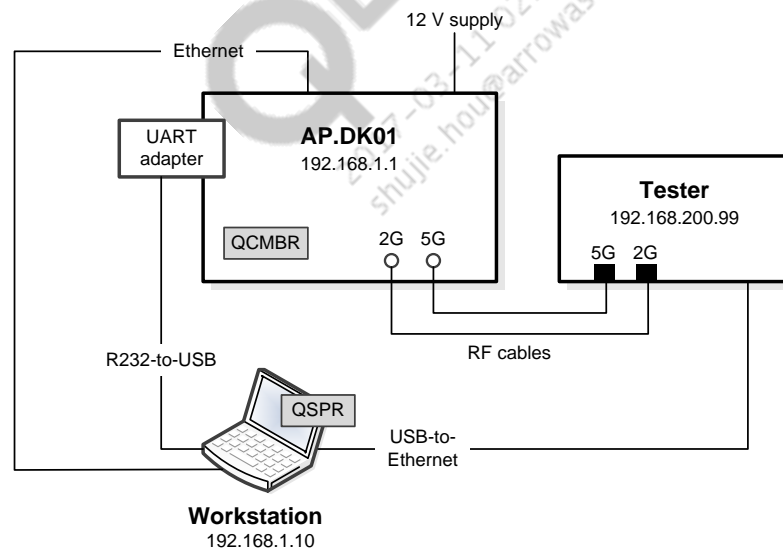 12 V supply
Ethernet
UART
adapter
AP.DK01
192.168.1.1
QCMBR
2G 5G
Tester
192.168.200.99
5G 2G
RF cables
R232-to-USB
QSPR
USB-to-
Ethernet
Workstation
192.168.1.10